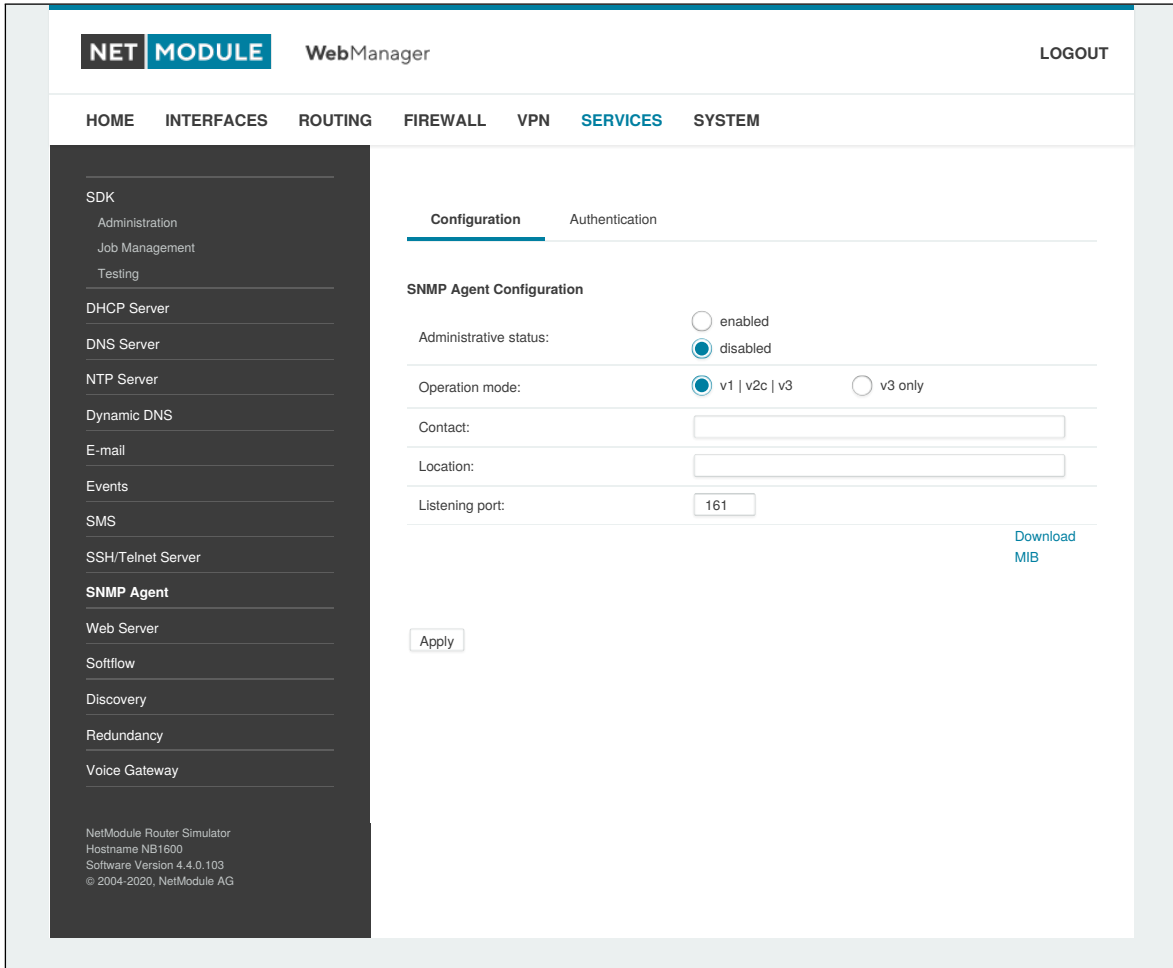 NET MODULE WebManager LOGOUT
HOME INTERFACES ROUTING FIREWALL VPN SERVICES SYSTEM
SDK
Administration
Job Management
Testing
DHCP Server
DNS Server
NTP Server
Dynamic DNS
E-mail
Events
SMS
SSH/Telnet Server
SNMP Agent
Web Server
Softflow
Discovery
Redundancy
Voice Gateway
NetModule Router Simulator
Hostname NB1600
Software Version 4.4.0.103
© 2004-2020, NetModule AG
Configuration Authentication
SNMP Agent Configuration
Administrative status: enabled
disabled
Operation mode: v1 | v2c | v3 v3 only
Contact:
Location:
Listening port: 161
Download
MIB
Apply